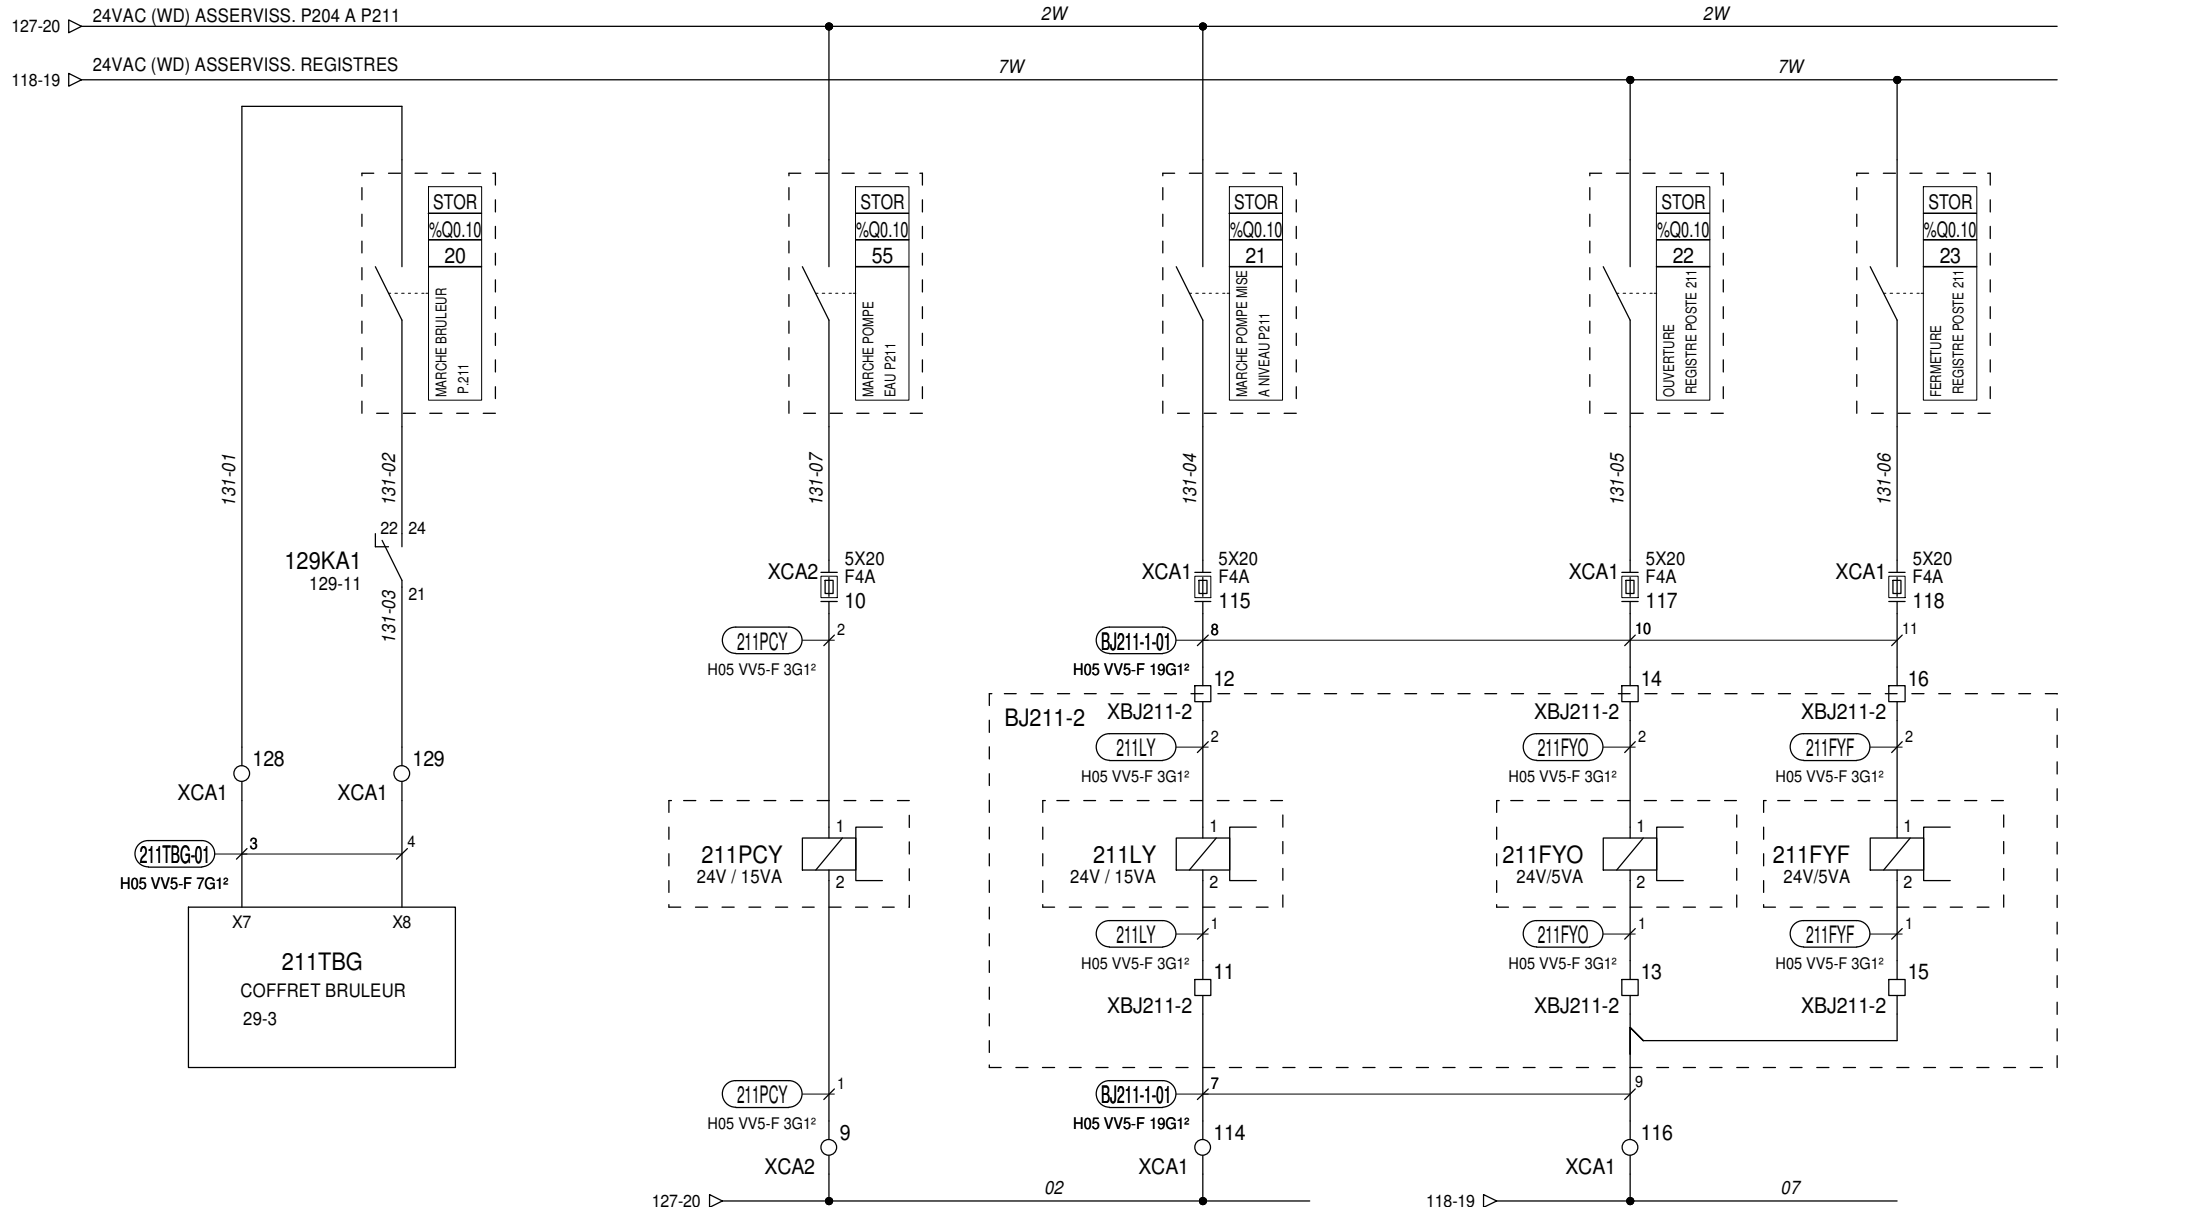 24VAC (WD) ASSERVISS. P204 A P211
2W
2W
127-20
24VAC (WD) ASSERVISS. REGISTRES
7W
7W
118-19
STOR
%Q0.10
20
MARCHE BRULEUR
P.211
STOR
%Q0.10
55
MARCHE POMPE
EAU P211
STOR
%Q0.10
21
MARCHE POMPE MISE
A NIVEAU P211
STOR
%Q0.10
22
OUVERTURE
REGISTRE POSTE 211
STOR
%Q0.10
23
FERMETURE
REGISTRE POSTE 211
131-01
131-02
131-07
131-04
131-05
131-06
22
24
129KA1
129-11
21
131-03
XCA2
5X20
F4A
10
XCA1
5X20
F4A
115
XCA1
5X20
F4A
117
XCA1
5X20
F4A
118
211PCY
2
H05 VV5-F 3G1²
BJ211-1-01
8
10
11
H05 VV5-F 19G1²
12
14
16
BJ211-2
XBJ211-2
XBJ211-2
XBJ211-2
211LY
2
H05 VV5-F 3G1²
211FYO
2
H05 VV5-F 3G1²
211FYF
2
H05 VV5-F 3G1²
128
XCA1
129
XCA1
211TBG-01
3
4
H05 VV5-F 7G1²
X7
X8
211TBG
COFFRET BRULEUR
29-3
1
211PCY
24V / 15VA
2
1
211LY
24V / 15VA
2
1
211FYO
24V/5VA
2
1
211FYF
24V/5VA
2
211LY
1
H05 VV5-F 3G1²
211FYO
1
H05 VV5-F 3G1²
211FYF
1
H05 VV5-F 3G1²
11
XBJ211-2
13
XBJ211-2
15
XBJ211-2
211PCY
1
H05 VV5-F 3G1²
BJ211-1-01
7
9
H05 VV5-F 19G1²
9
XCA2
114
XCA1
116
XCA1
127-20
02
118-19
07